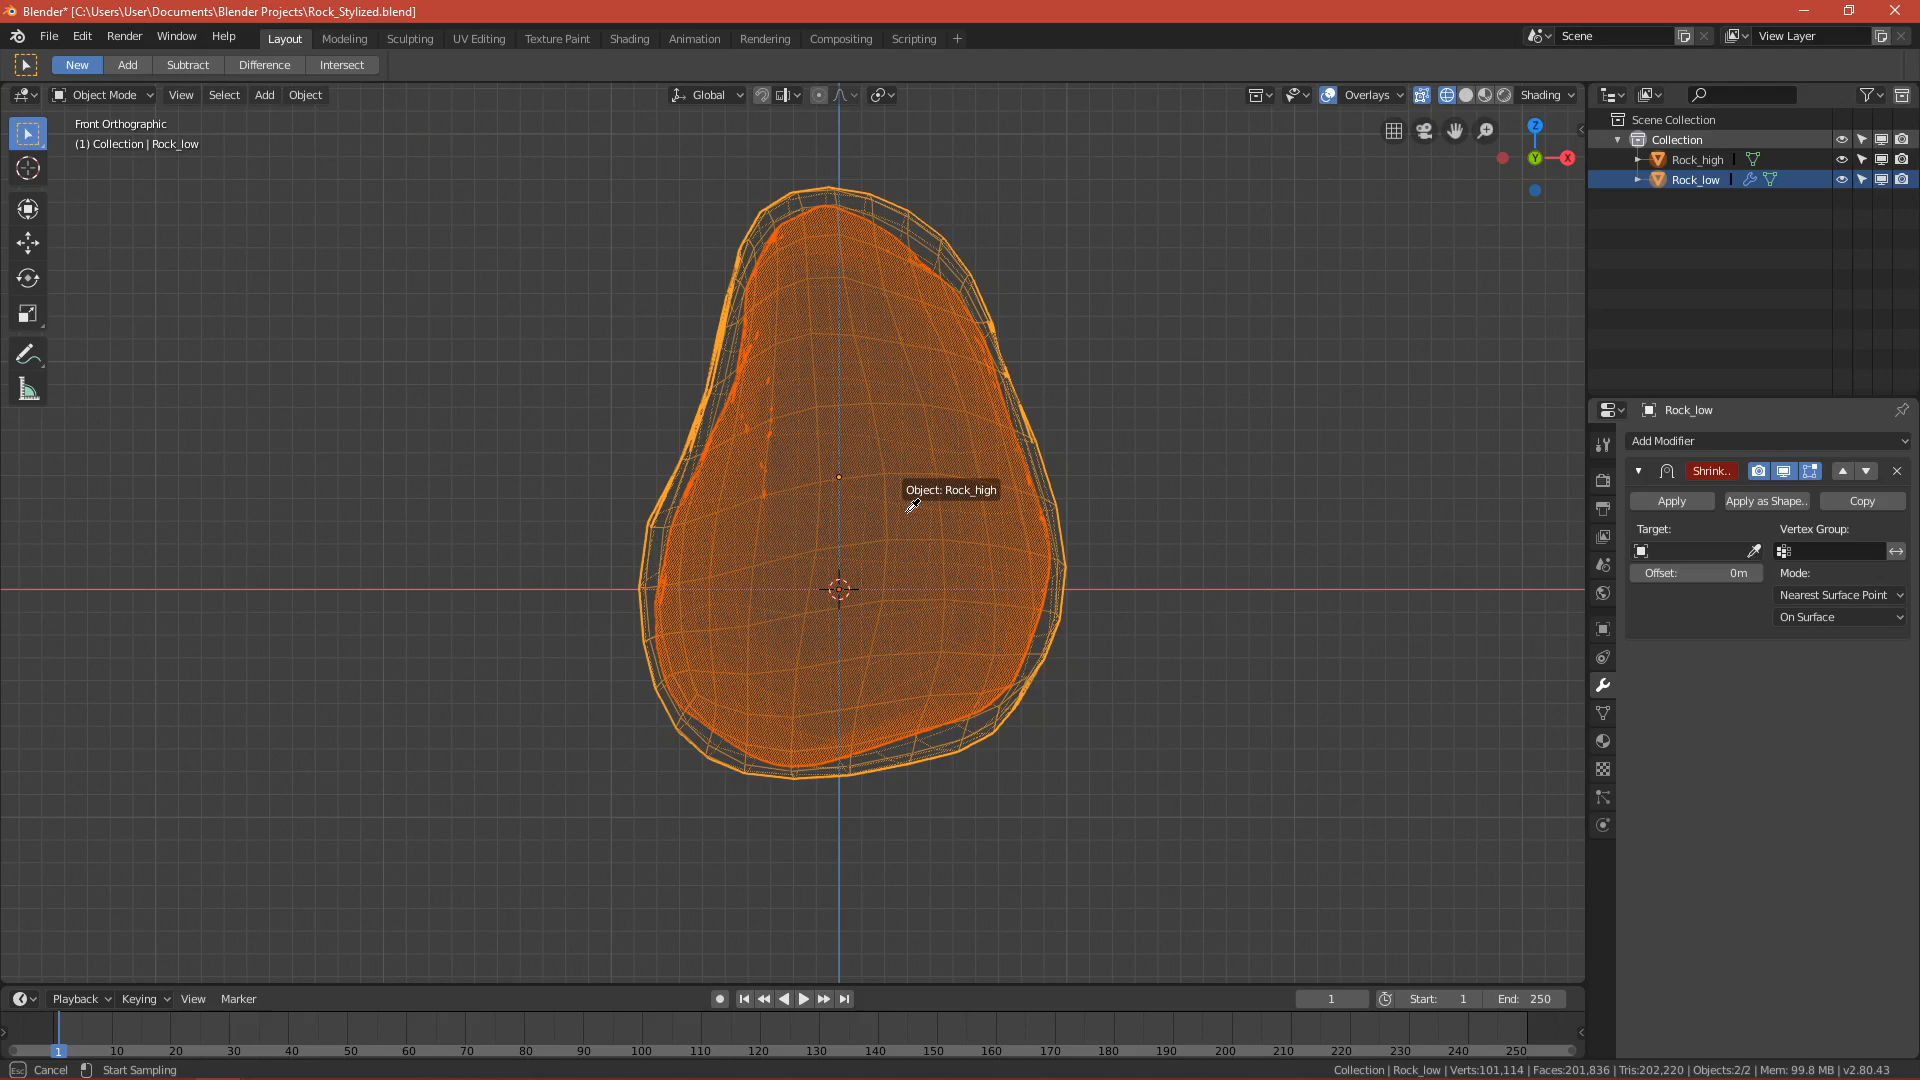 Blender* [C:\Users\User\Documents\Blender Projects\Rock_Stylized.blend]
File Edit Render Window Help Layout Modeling Sculpting UV Editing Texture Paint Shading Animation Rendering Compositing Scripting + Scene View Layer
New Add Subtract Difference Intersect
Object Mode View Select Add Object Global Overlays Shading
Front Orthographic
(1) Collection | Rock_low
Z
Y X
Scene Collection
Collection
Rock_high
Rock_low
Object: Rock_high
Rock_low
Add Modifier
Shrink..
Apply Apply as Shape.. Copy
Target: Vertex Group:
Offset: 0m Mode:
Nearest Surface Point
On Surface
Playback Keying View Marker 1 Start: 1 End: 250
1 10 20 30 40 50 60 70 80 90 100 110 120 130 140 150 160 170 180 190 200 210 220 230 240 250
Esc Cancel Start Sampling Collection | Rock_low | Verts:101,114 | Faces:201,836 | Tris:202,220 | Objects:2/2 | Mem: 99.8 MB | v2.80.43